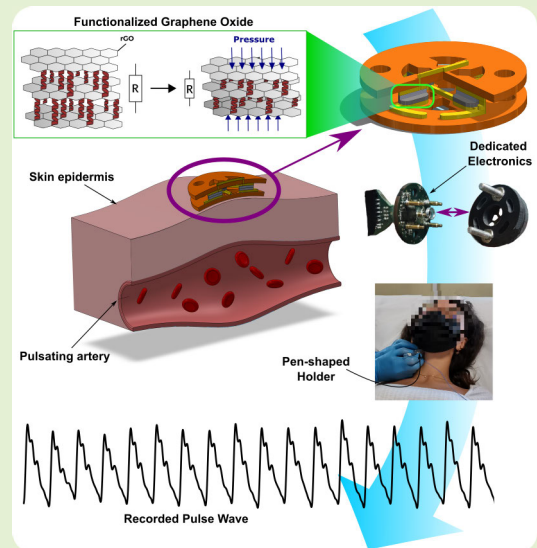 Functionalized Graphene Oxide
rGO
R
R
Pressure
Dedicated
Electronics
Skin epidermis
Pulsating artery
Pen-shaped
Holder
Recorded Pulse Wave